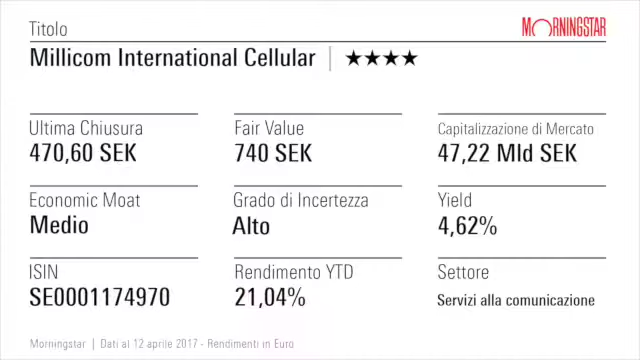 Titolo
MORNINGSTAR
Millicom International Cellular | ★★★★
Ultima Chiusura
470,60 SEK
Fair Value
740 SEK
Capitalizzazione di Mercato
47,22 Mld SEK
Economic Moat
Medio
Grado di Incertezza
Alto
Yield
4,62%
ISIN
SE0001174970
Rendimento YTD
21,04%
Settore
Servizi alla comunicazione
Morningstar | Dati al 12 aprile 2017 - Rendimenti in Euro